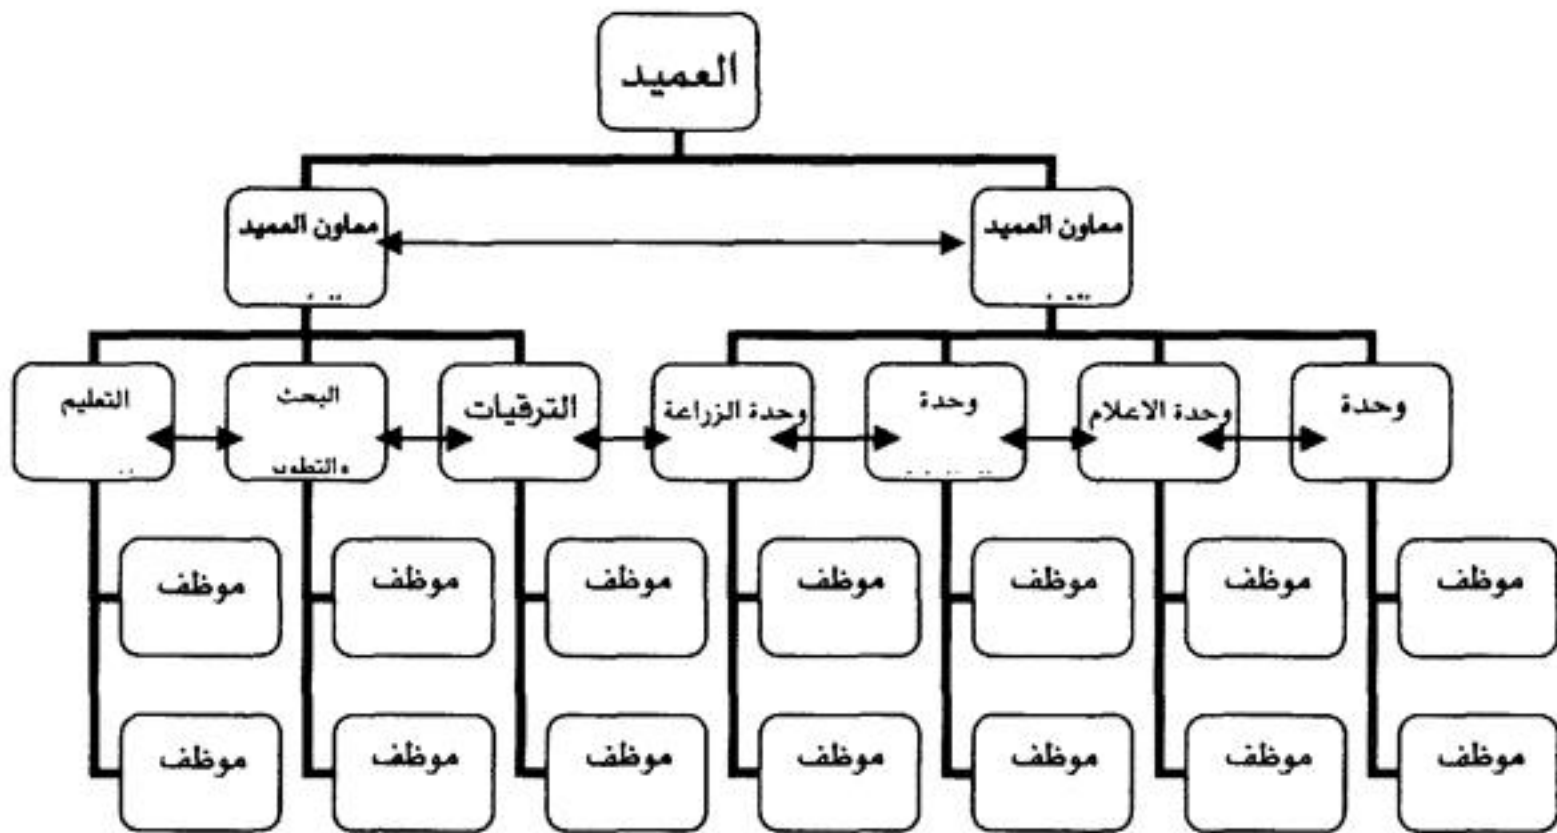 العميد
معاون العميد
معاون العميد
وحدة
وحدة الاعلام
وحدة
وحدة الزراعة
الترقيات
البحث
والتطوير
التعليم
موظف
موظف
موظف
موظف
موظف
موظف
موظف
موظف
موظف
موظف
موظف
موظف
موظف
موظف